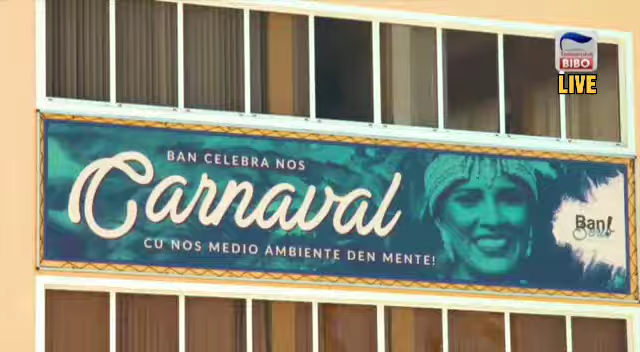 BIBO
LIVE
BAN CELEBRA NOS
Carnaval
CU NOS MEDIO AMBIENTE DEN MENTE!
Ban!